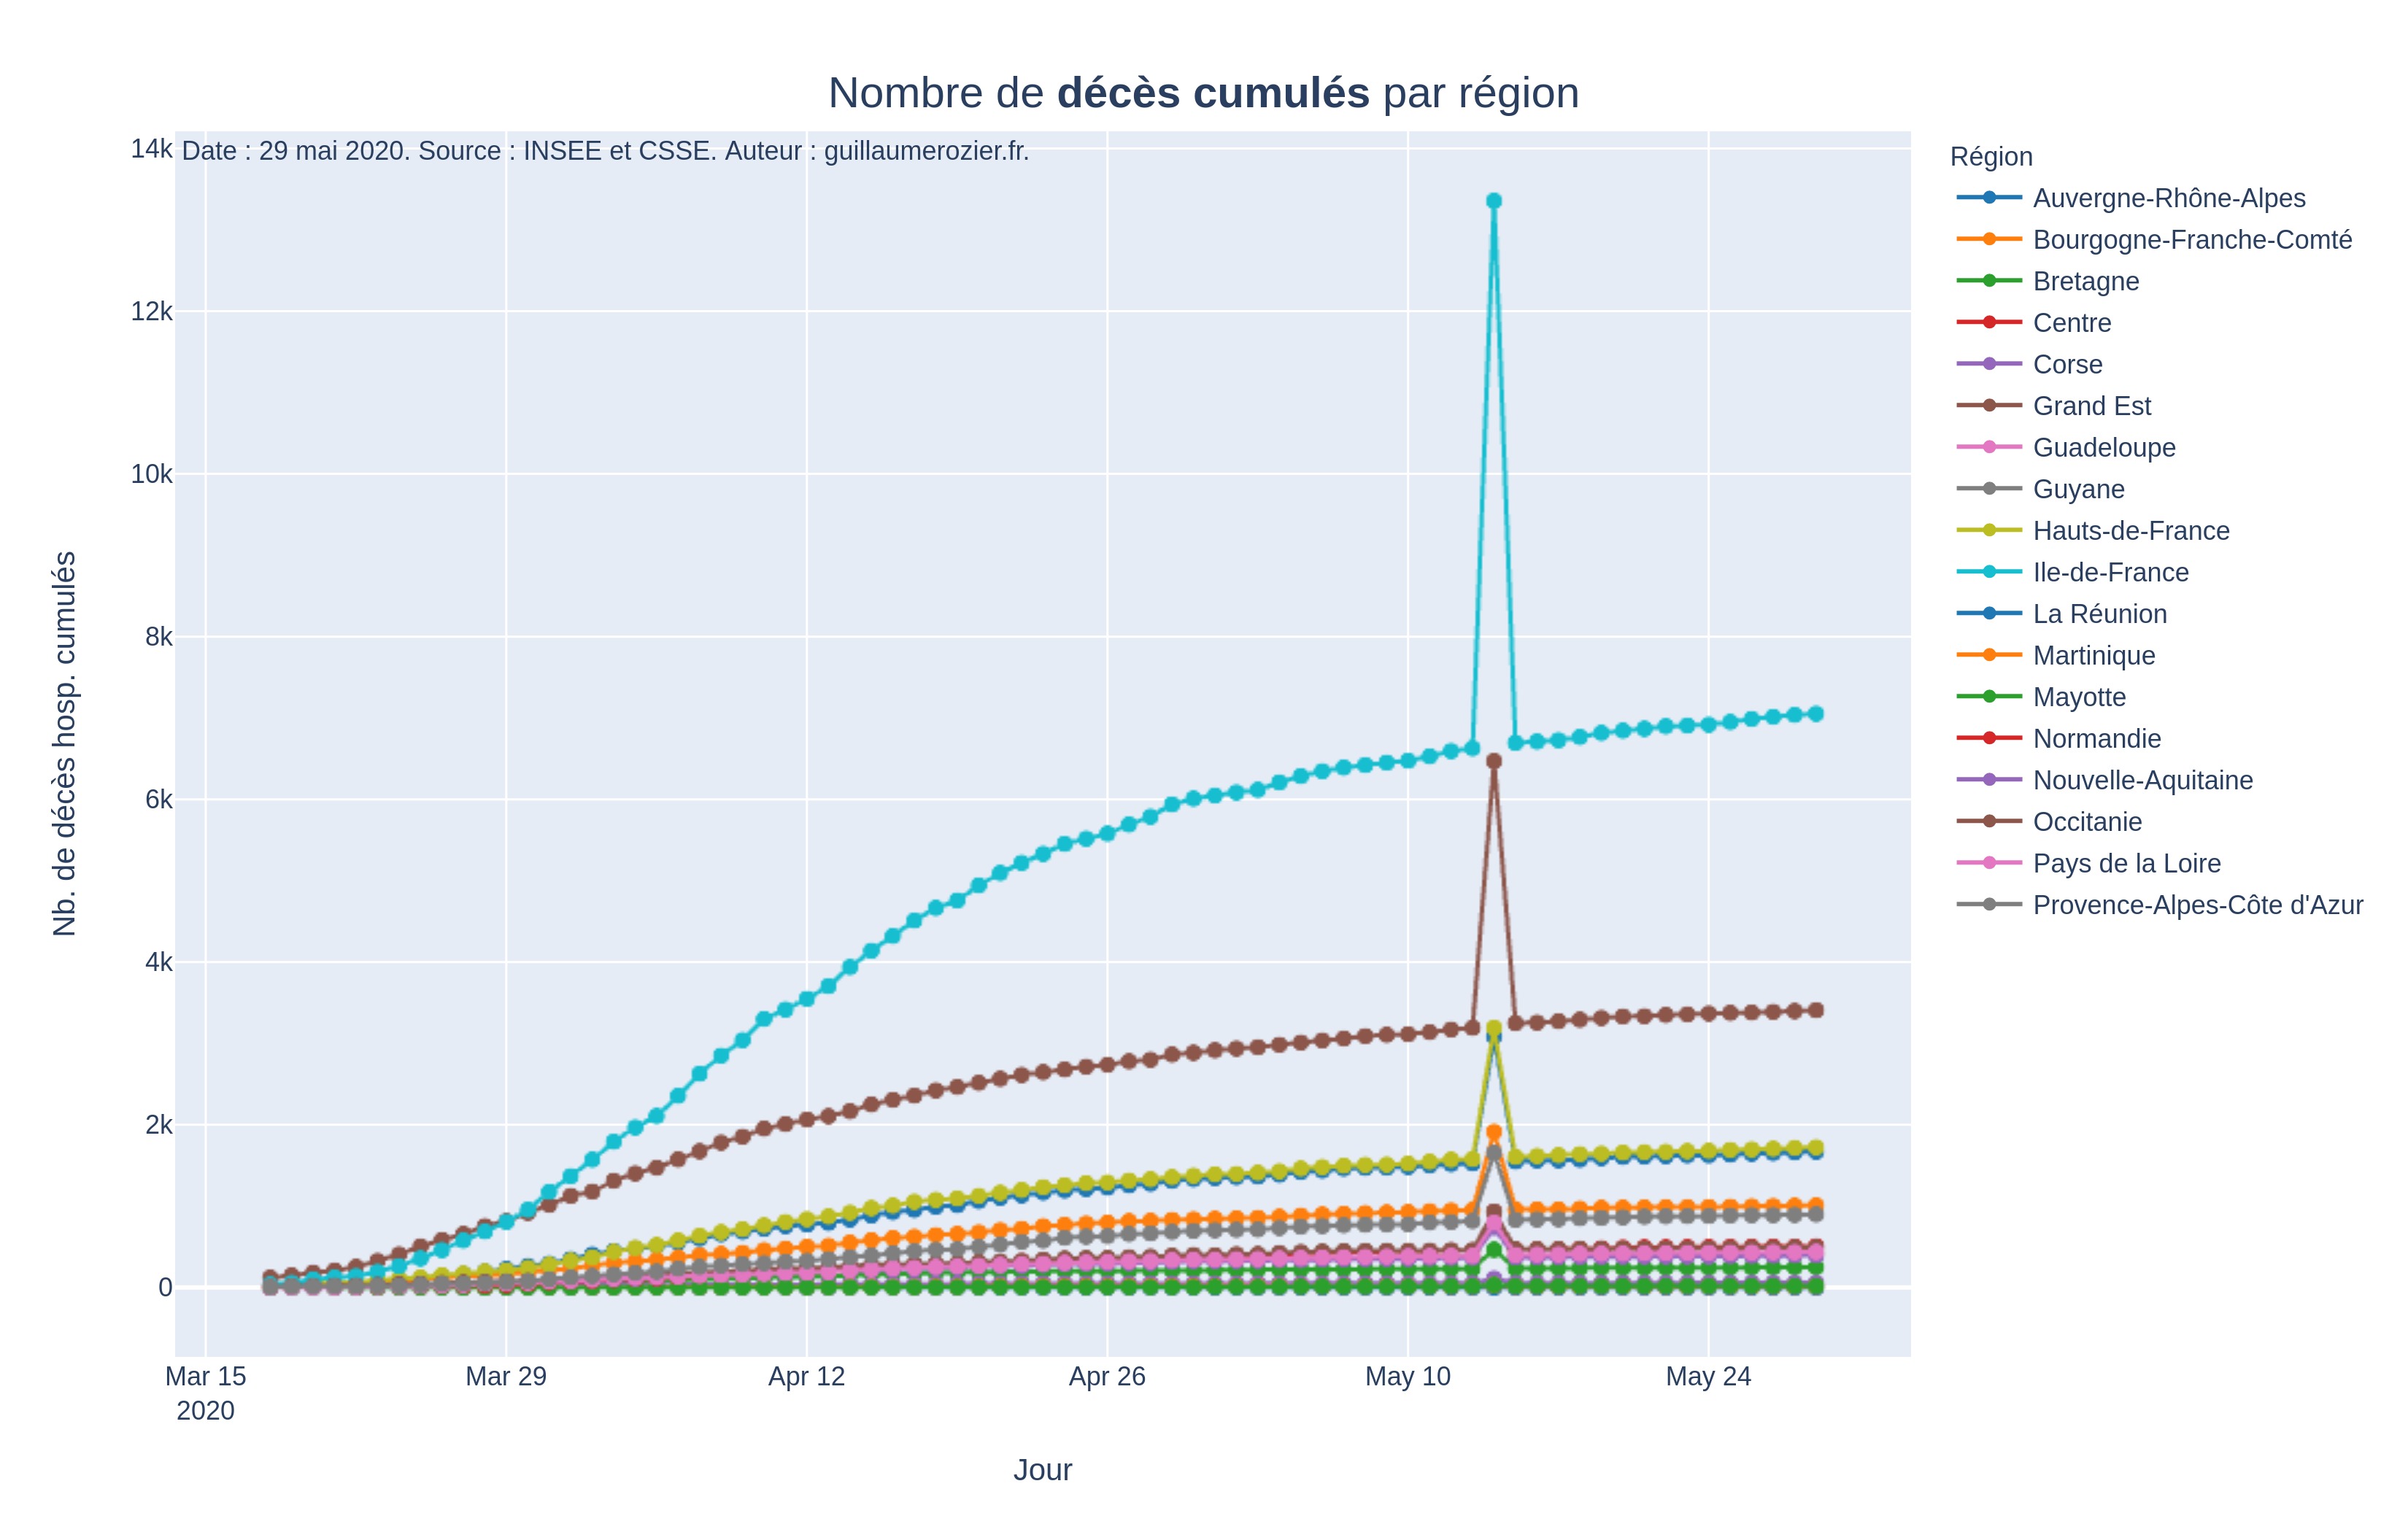 Nombre de décès cumulés par région
Date : 29 mai 2020. Source : INSEE et CSSE. Auteur : guillaumerozier.fr.
14k
12k
10k
8k
6k
4k
2k
0
Nb. de décès hosp. cumulés
Mar 15
2020
Mar 29
Apr 12
Apr 26
May 10
May 24
Jour
Région
Auvergne-Rhône-Alpes
Bourgogne-Franche-Comté
Bretagne
Centre
Corse
Grand Est
Guadeloupe
Guyane
Hauts-de-France
Ile-de-France
La Réunion
Martinique
Mayotte
Normandie
Nouvelle-Aquitaine
Occitanie
Pays de la Loire
Provence-Alpes-Côte d'Azur